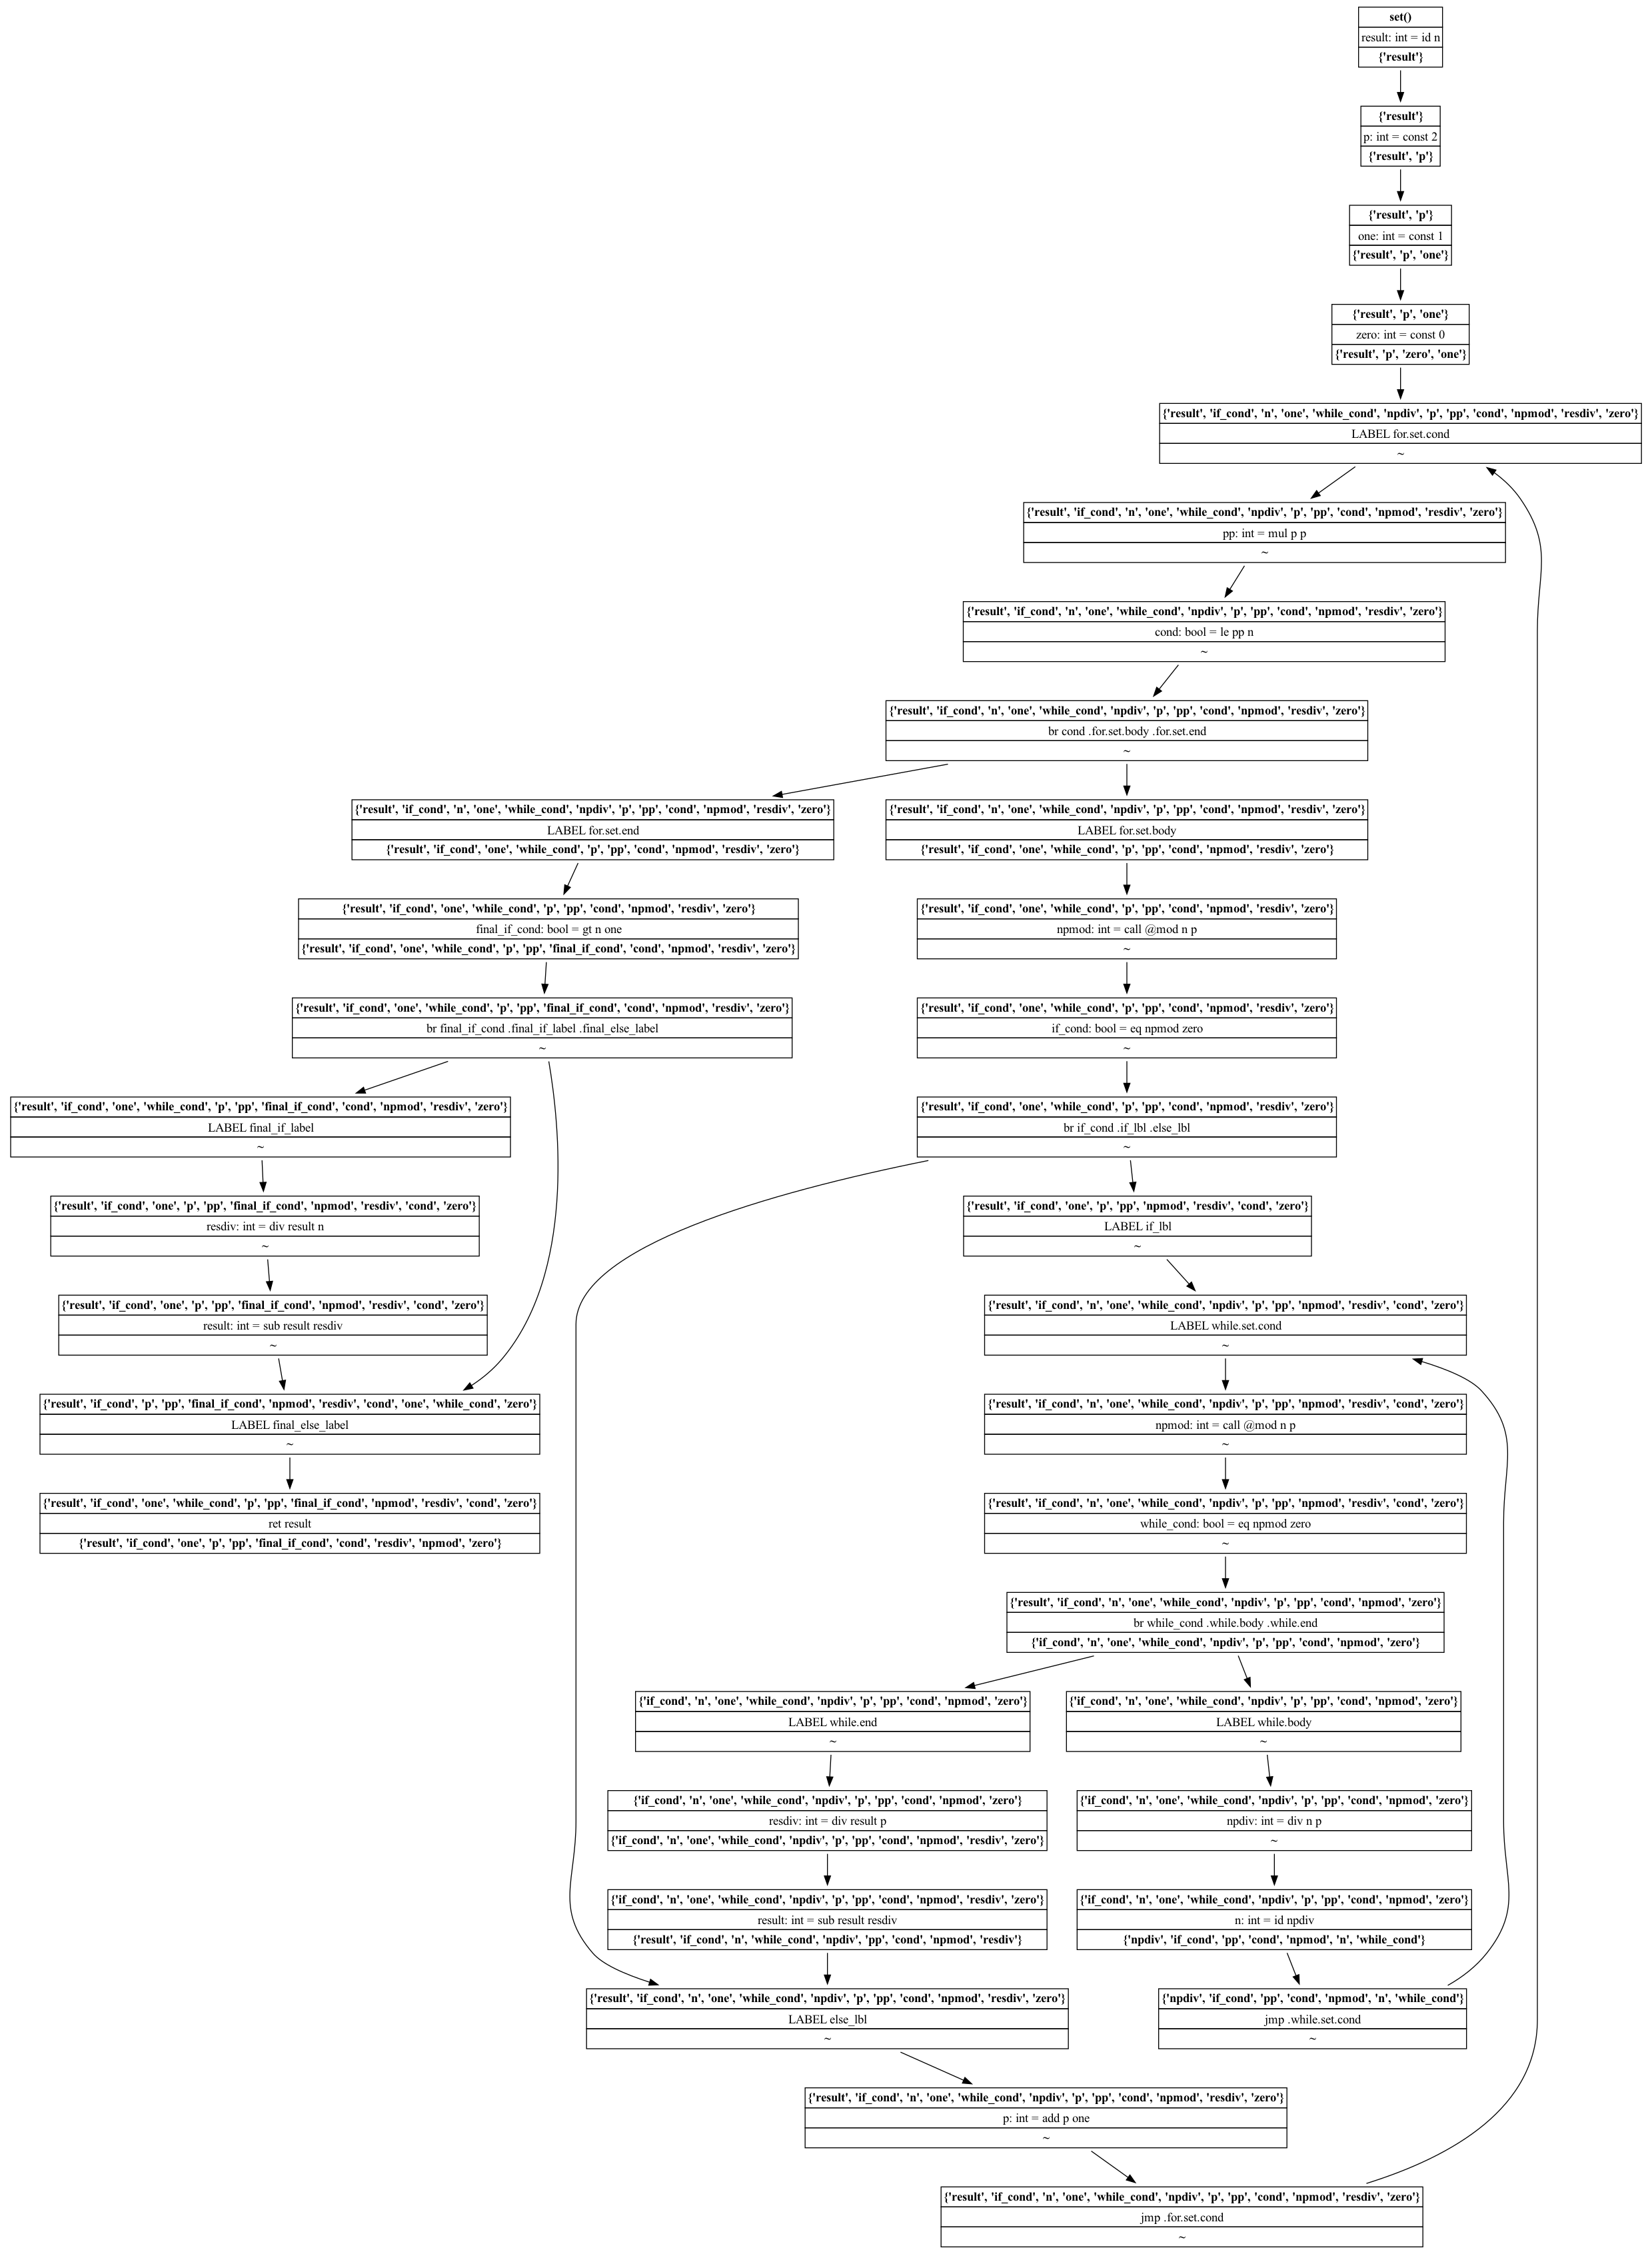 set()
result: int = id n
{'result'}
{'result'}
p: int = const 2
{'result', 'p'}
{'result', 'p'}
one: int = const 1
{'result', 'p', 'one'}
{'result', 'p', 'one'}
zero: int = const 0
{'result', 'p', 'zero', 'one'}
{'result', 'if_cond', 'n', 'one', 'while_cond', 'npdiv', 'p', 'pp', 'cond', 'npmod', 'resdiv', 'zero'}
LABEL for.set.cond
~
{'result', 'if_cond', 'n', 'one', 'while_cond', 'npdiv', 'p', 'pp', 'cond', 'npmod', 'resdiv', 'zero'}
pp: int = mul p p
~
{'result', 'if_cond', 'n', 'one', 'while_cond', 'npdiv', 'p', 'pp', 'cond', 'npmod', 'resdiv', 'zero'}
cond: bool = le pp n
~
{'result', 'if_cond', 'n', 'one', 'while_cond', 'npdiv', 'p', 'pp', 'cond', 'npmod', 'resdiv', 'zero'}
br cond .for.set.body .for.set.end
~
{'result', 'if_cond', 'n', 'one', 'while_cond', 'npdiv', 'p', 'pp', 'cond', 'npmod', 'resdiv', 'zero'}
LABEL for.set.end
{'result', 'if_cond', 'one', 'while_cond', 'p', 'pp', 'cond', 'npmod', 'resdiv', 'zero'}
{'result', 'if_cond', 'n', 'one', 'while_cond', 'npdiv', 'p', 'pp', 'cond', 'npmod', 'resdiv', 'zero'}
LABEL for.set.body
{'result', 'if_cond', 'one', 'while_cond', 'p', 'pp', 'cond', 'npmod', 'resdiv', 'zero'}
{'result', 'if_cond', 'one', 'while_cond', 'p', 'pp', 'cond', 'npmod', 'resdiv', 'zero'}
final_if_cond: bool = gt n one
{'result', 'if_cond', 'one', 'while_cond', 'p', 'pp', 'final_if_cond', 'cond', 'npmod', 'resdiv', 'zero'}
{'result', 'if_cond', 'one', 'while_cond', 'p', 'pp', 'cond', 'npmod', 'resdiv', 'zero'}
npmod: int = call @mod n p
~
{'result', 'if_cond', 'one', 'while_cond', 'p', 'pp', 'final_if_cond', 'cond', 'npmod', 'resdiv', 'zero'}
br final_if_cond .final_if_label .final_else_label
~
{'result', 'if_cond', 'one', 'while_cond', 'p', 'pp', 'cond', 'npmod', 'resdiv', 'zero'}
if_cond: bool = eq npmod zero
~
{'result', 'if_cond', 'one', 'while_cond', 'p', 'pp', 'final_if_cond', 'cond', 'npmod', 'resdiv', 'zero'}
LABEL final_if_label
~
{'result', 'if_cond', 'one', 'while_cond', 'p', 'pp', 'cond', 'npmod', 'resdiv', 'zero'}
br if_cond .if_lbl .else_lbl
~
{'result', 'if_cond', 'one', 'p', 'pp', 'final_if_cond', 'npmod', 'resdiv', 'cond', 'zero'}
resdiv: int = div result n
~
{'result', 'if_cond', 'one', 'p', 'pp', 'npmod', 'resdiv', 'cond', 'zero'}
LABEL if_lbl
~
{'result', 'if_cond', 'one', 'p', 'pp', 'final_if_cond', 'npmod', 'resdiv', 'cond', 'zero'}
result: int = sub result resdiv
~
{'result', 'if_cond', 'n', 'one', 'while_cond', 'npdiv', 'p', 'pp', 'npmod', 'resdiv', 'cond', 'zero'}
LABEL while.set.cond
~
{'result', 'if_cond', 'p', 'pp', 'final_if_cond', 'npmod', 'resdiv', 'cond', 'one', 'while_cond', 'zero'}
LABEL final_else_label
~
{'result', 'if_cond', 'n', 'one', 'while_cond', 'npdiv', 'p', 'pp', 'npmod', 'resdiv', 'cond', 'zero'}
npmod: int = call @mod n p
~
{'result', 'if_cond', 'one', 'while_cond', 'p', 'pp', 'final_if_cond', 'npmod', 'resdiv', 'cond', 'zero'}
ret result
{'result', 'if_cond', 'one', 'p', 'pp', 'final_if_cond', 'cond', 'resdiv', 'npmod', 'zero'}
{'result', 'if_cond', 'n', 'one', 'while_cond', 'npdiv', 'p', 'pp', 'npmod', 'resdiv', 'cond', 'zero'}
while_cond: bool = eq npmod zero
~
{'result', 'if_cond', 'n', 'one', 'while_cond', 'npdiv', 'p', 'pp', 'cond', 'npmod', 'zero'}
br while_cond .while.body .while.end
{'if_cond', 'n', 'one', 'while_cond', 'npdiv', 'p', 'pp', 'cond', 'npmod', 'zero'}
{'if_cond', 'n', 'one', 'while_cond', 'npdiv', 'p', 'pp', 'cond', 'npmod', 'zero'}
LABEL while.end
~
{'if_cond', 'n', 'one', 'while_cond', 'npdiv', 'p', 'pp', 'cond', 'npmod', 'zero'}
LABEL while.body
~
{'if_cond', 'n', 'one', 'while_cond', 'npdiv', 'p', 'pp', 'cond', 'npmod', 'zero'}
resdiv: int = div result p
{'if_cond', 'n', 'one', 'while_cond', 'npdiv', 'p', 'pp', 'cond', 'npmod', 'resdiv', 'zero'}
{'if_cond', 'n', 'one', 'while_cond', 'npdiv', 'p', 'pp', 'cond', 'npmod', 'zero'}
npdiv: int = div n p
~
{'if_cond', 'n', 'one', 'while_cond', 'npdiv', 'p', 'pp', 'cond', 'npmod', 'resdiv', 'zero'}
result: int = sub result resdiv
{'result', 'if_cond', 'n', 'while_cond', 'npdiv', 'pp', 'cond', 'npmod', 'resdiv'}
{'if_cond', 'n', 'one', 'while_cond', 'npdiv', 'p', 'pp', 'cond', 'npmod', 'zero'}
n: int = id npdiv
{'npdiv', 'if_cond', 'pp', 'cond', 'npmod', 'n', 'while_cond'}
{'result', 'if_cond', 'n', 'one', 'while_cond', 'npdiv', 'p', 'pp', 'cond', 'npmod', 'resdiv', 'zero'}
LABEL else_lbl
~
{'npdiv', 'if_cond', 'pp', 'cond', 'npmod', 'n', 'while_cond'}
jmp .while.set.cond
~
{'result', 'if_cond', 'n', 'one', 'while_cond', 'npdiv', 'p', 'pp', 'cond', 'npmod', 'resdiv', 'zero'}
p: int = add p one
~
{'result', 'if_cond', 'n', 'one', 'while_cond', 'npdiv', 'p', 'pp', 'cond', 'npmod', 'resdiv', 'zero'}
jmp .for.set.cond
~